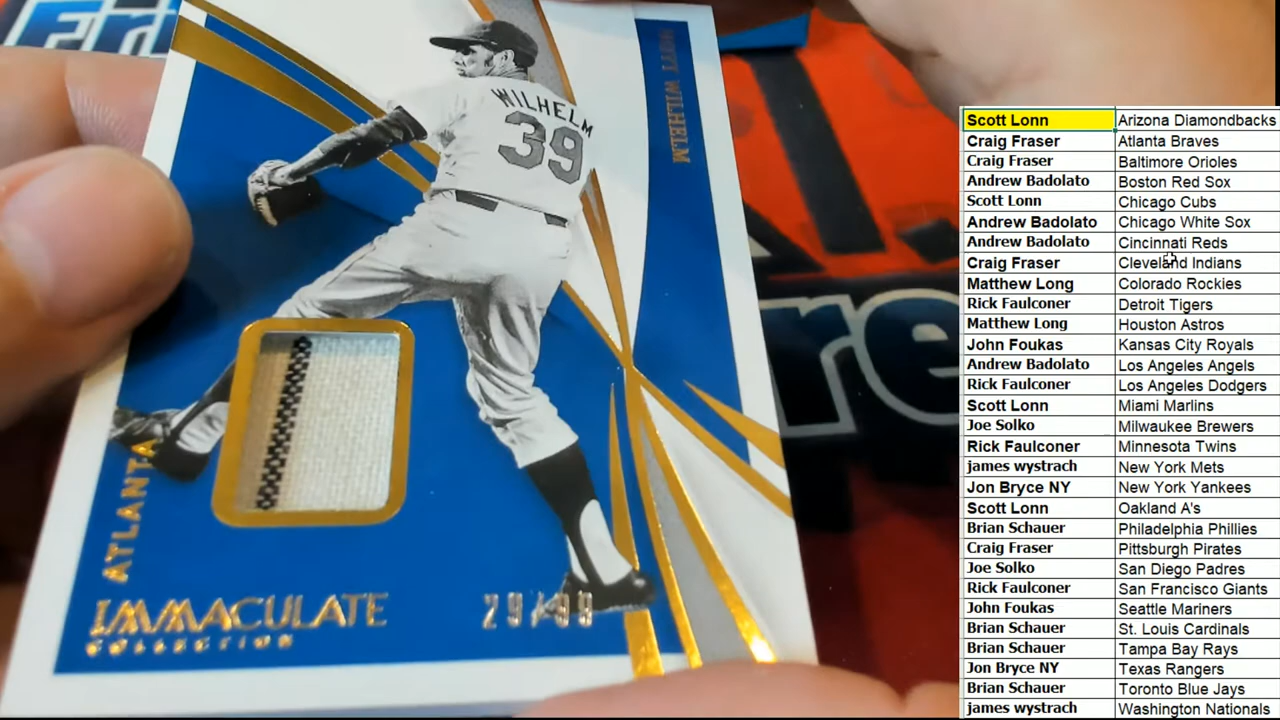 WILHELM
39
HOYT WILHELM
ATLANTA
IMMACULATE
COLLECTION
29/99
re
Scott Lonn Arizona Diamondbacks
Craig Fraser Atlanta Braves
Craig Fraser Baltimore Orioles
Andrew Badolato Boston Red Sox
Scott Lonn Chicago Cubs
Andrew Badolato Chicago White Sox
Andrew Badolato Cincinnati Reds
Craig Fraser Cleveland Indians
Matthew Long Colorado Rockies
Rick Faulconer Detroit Tigers
Matthew Long Houston Astros
John Foukas Kansas City Royals
Andrew Badolato Los Angeles Angels
Rick Faulconer Los Angeles Dodgers
Scott Lonn Miami Marlins
Joe Solko Milwaukee Brewers
Rick Faulconer Minnesota Twins
james wystrach New York Mets
Jon Bryce NY New York Yankees
Scott Lonn Oakland A's
Brian Schauer Philadelphia Phillies
Craig Fraser Pittsburgh Pirates
Joe Solko San Diego Padres
Rick Faulconer San Francisco Giants
John Foukas Seattle Mariners
Brian Schauer St. Louis Cardinals
Brian Schauer Tampa Bay Rays
Jon Bryce NY Texas Rangers
Brian Schauer Toronto Blue Jays
james wystrach Washington Nationals